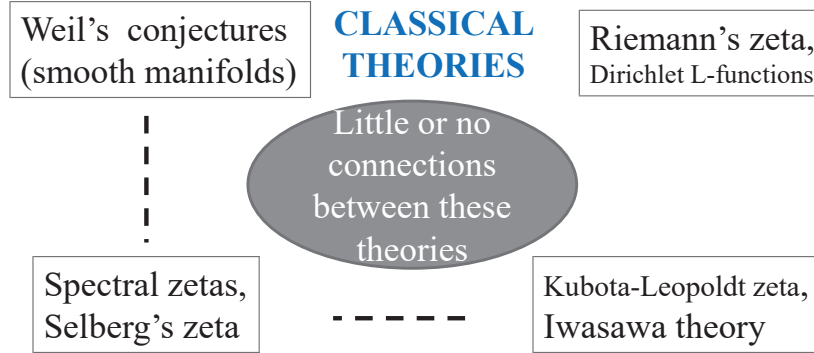 Weil's conjectures
(smooth manifolds)
CLASSICAL
THEORIES
Riemann's zeta,
Dirichlet L-functions
Little or no
connections
between these
theories
Spectral zetas,
Selberg's zeta
Kubota-Leopoldt zeta,
Iwasawa theory